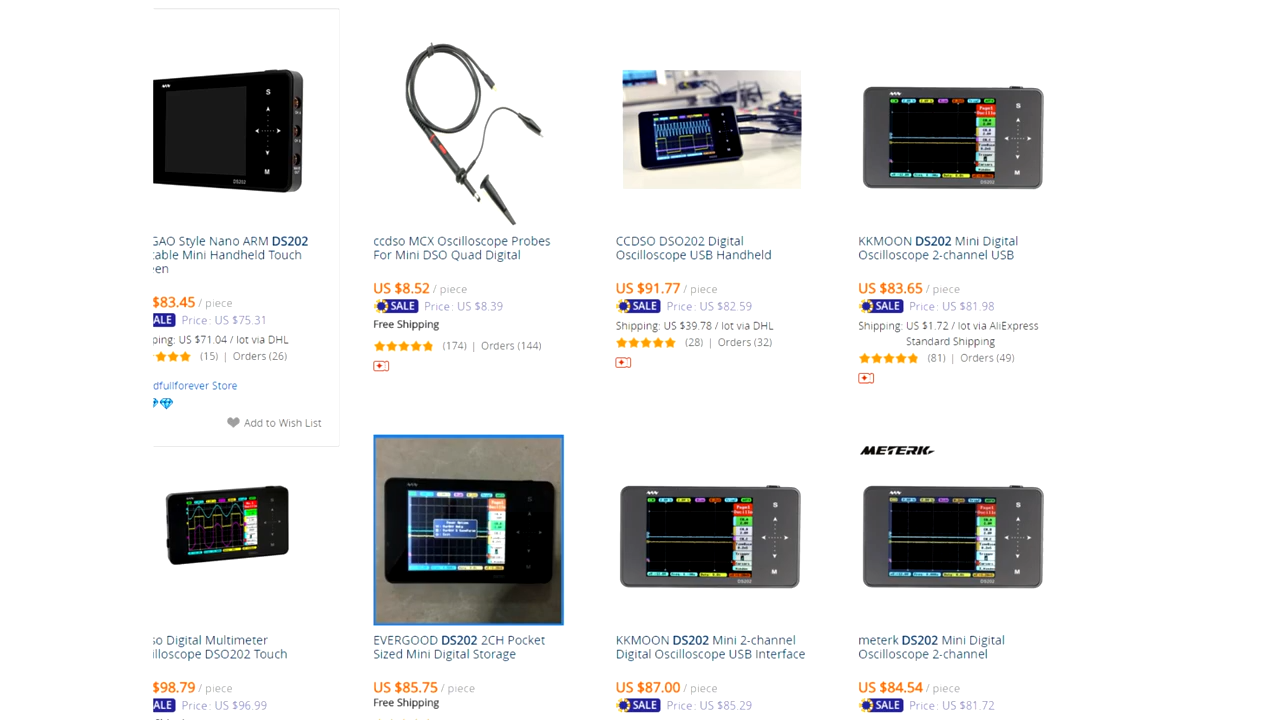 GAO Style Nano ARM DS202
table Mini Handheld Touch
een
$83.45 / piece
ALE Price: US $75.31
ping: US $71.04 / lot via DHL
(15) | Orders (26)
dfullforever Store
Add to Wish List
ccdso MCX Oscilloscope Probes
For Mini DSO Quad Digital
US $8.52 / piece
SALE Price: US $8.39
Free Shipping
(174) | Orders (144)
CCDSO DSO202 Digital
Oscilloscope USB Handheld
US $91.77 / piece
SALE Price: US $82.59
Shipping: US $39.78 / lot via DHL
(28) | Orders (32)
S
M
DS202
KKMOON DS202 Mini Digital
Oscilloscope 2-channel USB
US $83.65 / piece
SALE Price: US $81.98
Shipping: US $1.72 / lot via AliExpress
Standard Shipping
(81) | Orders (49)
so Digital Multimeter
illoscope DSO202 Touch
$98.79 / piece
ALE Price: US $96.99
EVERGOOD DS202 2CH Pocket
Sized Mini Digital Storage
US $85.75 / piece
Free Shipping
S
M
DS202
KKMOON DS202 Mini 2-channel
Digital Oscilloscope USB Interface
US $87.00 / piece
SALE Price: US $85.29
METERK
S
M
DS202
meterk DS202 Mini Digital
Oscilloscope 2-channel
US $84.54 / piece
SALE Price: US $81.72